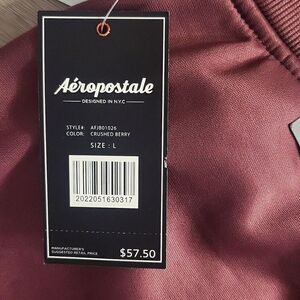 Aéropostale
DESIGNED IN N.Y.C
STYLE#: AFJB01026
COLOR: CRUSHED BERRY
SIZE : L
2022051630317
MANUFACTURER'S
SUGGESTED RETAIL PRICE
$57.50